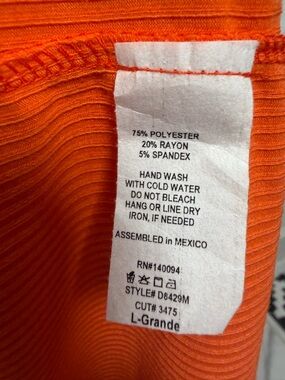 75% POLYESTER
20% RAYON
5% SPANDEX
HAND WASH
WITH COLD WATER
DO NOT BLEACH
HANG OR LINE DRY
IRON, IF NEEDED
ASSEMBLED in MEXICO
RN#140094
STYLE# D8429M
CUT# 3475
L-Grande